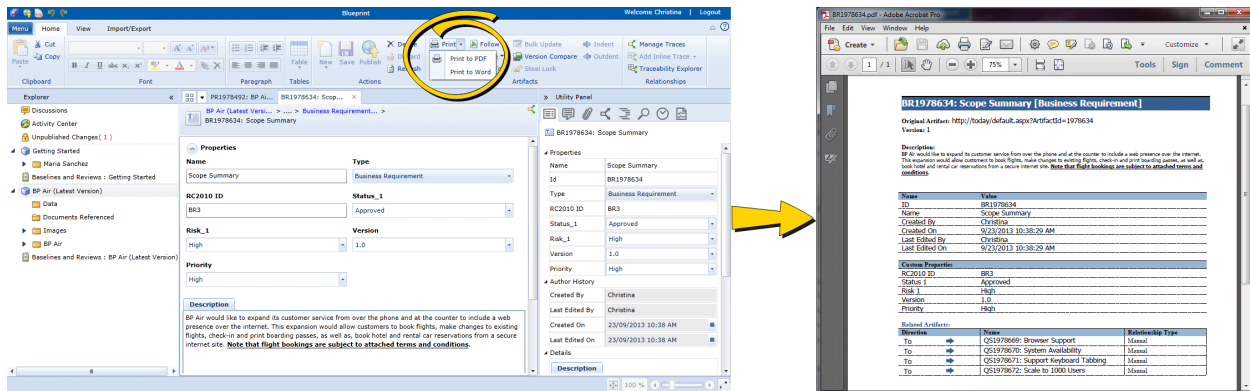 Blueprint
Welcome Christina | Logout
Menu Home View Import/Export
Cut
Copy
Paste
Clipboard
Font
Paragraph
Table
Tables
New Save Publish
Discard
Refresh
Actions
Print Follow
Print to PDF
Print to Word
Bulk Update
Version Compare
Steal Lock
Artifacts
Indent
Outdent
Manage Traces
Add Inline Trace
Traceability Explorer
Relationships
Explorer
Discussions
Activity Center
Unpublished Changes( 1 )
Getting Started
Maria Sanchez
Baselines and Reviews : Getting Started
BP Air (Latest Version)
Data
Documents Referenced
Images
BP Air
Baselines and Reviews : BP Air (Latest Version)
PR1978492: BP Ai... BR1978634: Scop... ×
BP Air (Latest Versi... > .... > Business Requirement... >
BR1978634: Scope Summary
Properties
Name Type
Scope Summary Business Requirement
RC2010 ID Status_1
BR3 Approved
Risk_1 Version
High 1.0
Priority
High
Description
BP Air would like to expand its customer service from over the phone and at the counter to include a web
presence over the internet. This expansion would allow customers to book flights, make changes to existing
flights, check-in and print boarding passes, as well as, book hotel and rental car reservations from a secure
internet site. Note that flight bookings are subject to attached terms and conditions.
» Utility Panel
BR1978634: Scope Summary
Properties
Name Scope Summary
Id BR1978634
Type Business Requirement
RC2010 ID BR3
Status_1 Approved
Risk_1 High
Version 1.0
Priority High
Author History
Created By Christina
Last Edited By Christina
Created On 23/09/2013 10:38 AM
Last Edited On 23/09/2013 10:38 AM
Details
Description
100 %
BR1978634.pdf - Adobe Acrobat Pro
File Edit View Window Help
Create Customize
1 / 1 75% Tools Sign Comment
BR1978634: Scope Summary [Business Requirement]
Original Artifact: http://today/default.aspx?ArtifactId=1978634
Version: 1
Description:
BP Air would like to expand its customer service from over the phone and at the counter to include a web presence over the internet.
This expansion would allow customers to book flights, make changes to existing flights, check-in and print boarding passes, as well as,
book hotel and rental car reservations from a secure internet site. Note that flight bookings are subject to attached terms and
conditions.
Name Value
ID BR1978634
Name Scope Summary
Created By Christina
Created On 9/23/2013 10:38:29 AM
Last Edited By Christina
Last Edited On 9/23/2013 10:38:29 AM
Custom Properties
RC2010 ID BR3
Status 1 Approved
Risk 1 High
Version 1.0
Priority High
Related Artifacts:
Direction Name Relationship Type
To QS1978669: Browser Support Manual
To QS1978670: System Availability Manual
To QS1978671: Support Keyboard Tabbing Manual
To QS1978672: Scale to 1000 Users Manual